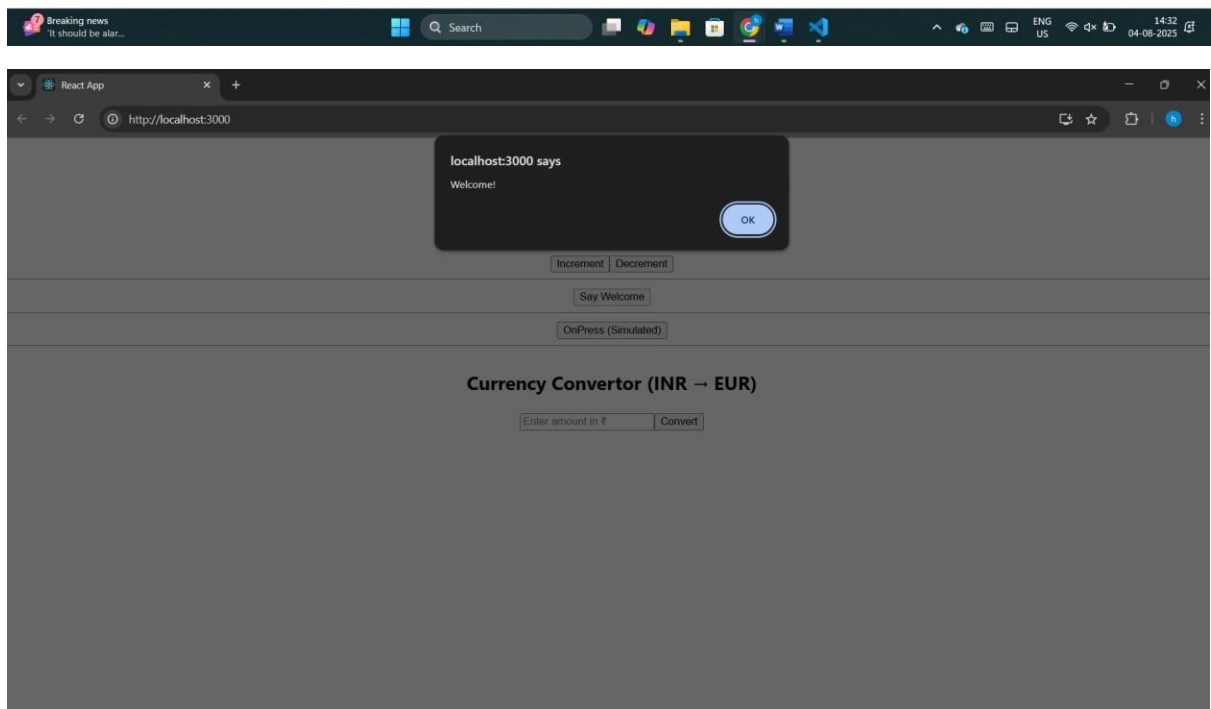 Breaking news
'It should be alar...
7
Search
ENG
US
14:32
04-08-2025
React App
http://localhost:3000
h
localhost:3000 says
Welcome!
OK
Increment Decrement
Say Welcome
OnPress (Simulated)
Currency Convertor (INR → EUR)
Enter amount in ₹ Convert